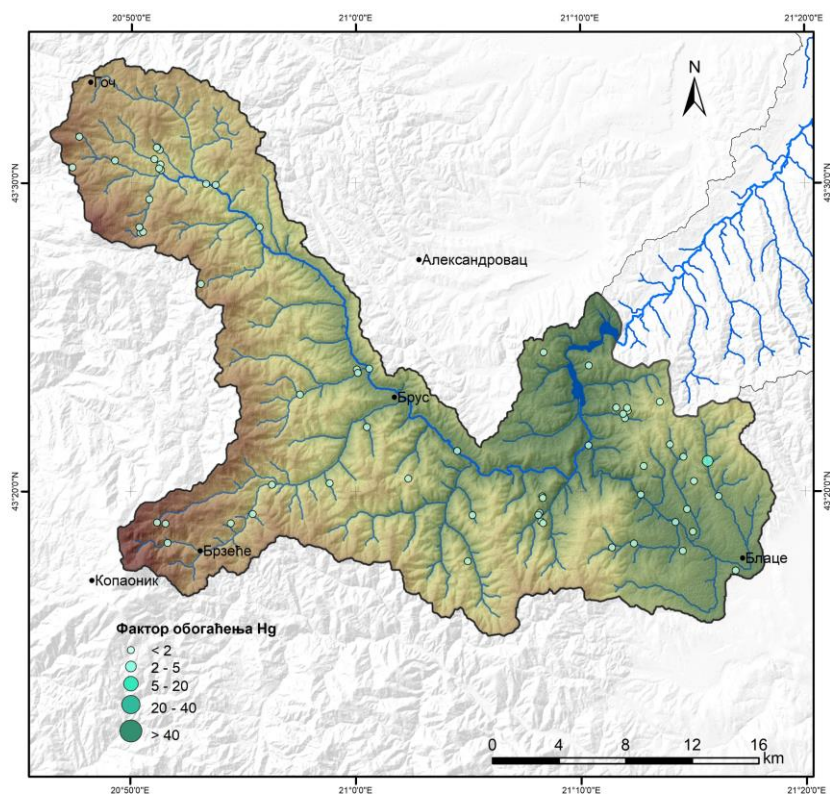 20°50'0"E 21°0'0"E 21°10'0"E 21°20'0"E
N
Гоч
43°30'0"N 43°30'0"N
Александровац
Брус
43°20'0"N 43°20'0"N
Брзеће
Блаце
Копаоник
Фактор обогаћења Hg
< 2
2 - 5
5 - 20
20 - 40
> 40
0 4 8 12 16
km
20°50'0"E 21°0'0"E 21°10'0"E 21°20'0"E